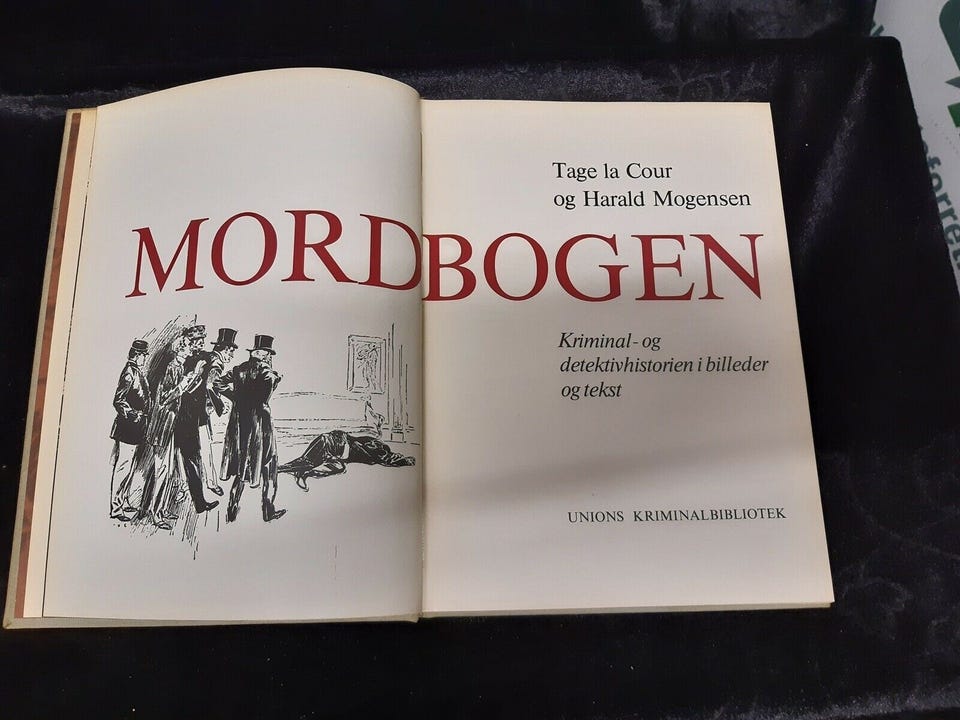 Tage la Cour
og Harald Mogensen
MORDBOGEN
Kriminal- og
detektivhistorien i billeder
og tekst
UNIONS KRIMINALBIBLIOTEK